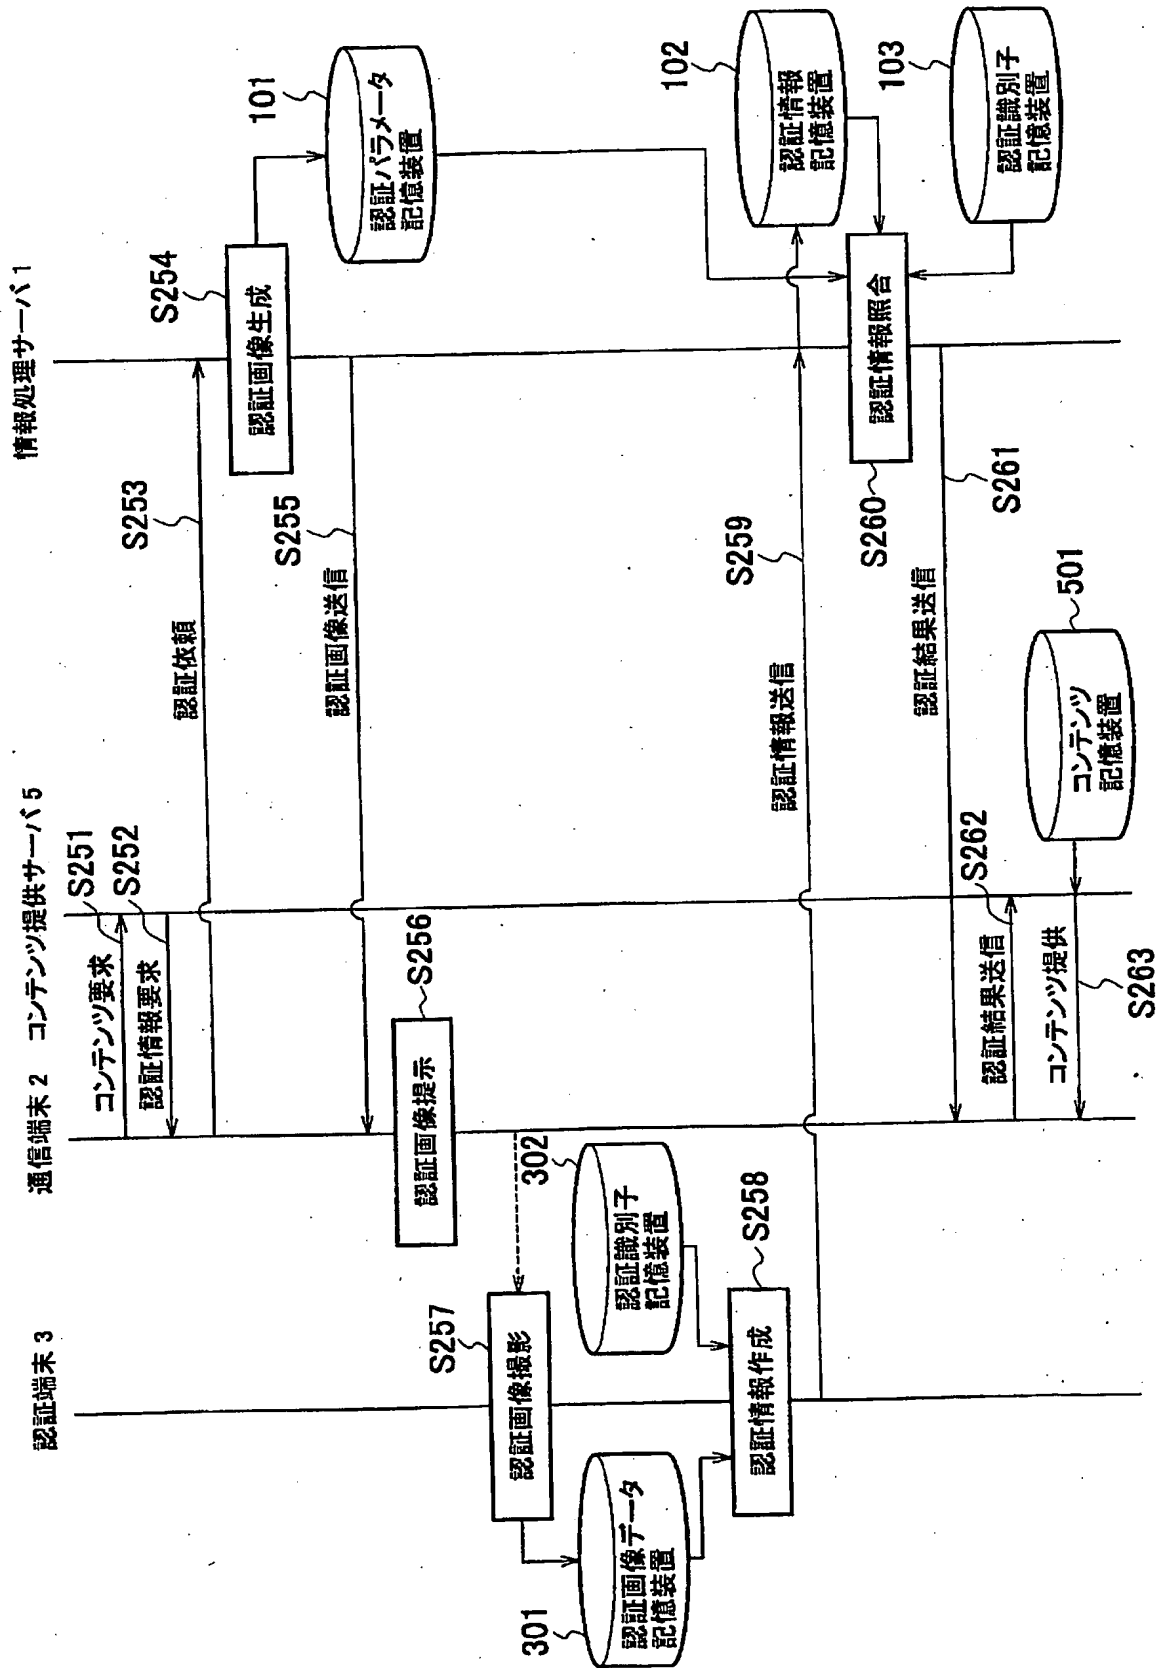 認証端末 3
通信端末 2
コンテンツ提供サーバ 5
情報処理サーバ 1
コンテンツ要求
S251
認証情報要求
S252
認証依頼
S253
認証画像生成
S254
認証パラメータ
記憶装置
101
認証画像送信
S255
認証画像提示
S256
認証画像撮影
S257
認証画像データ
記憶装置
301
認証識別子
記憶装置
302
認証情報作成
S258
認証情報送信
S259
認証情報
記憶装置
102
認証情報照合
S260
認証識別子
記憶装置
103
認証結果送信
S261
認証結果送信
S262
コンテンツ
記憶装置
501
コンテンツ提供
S263